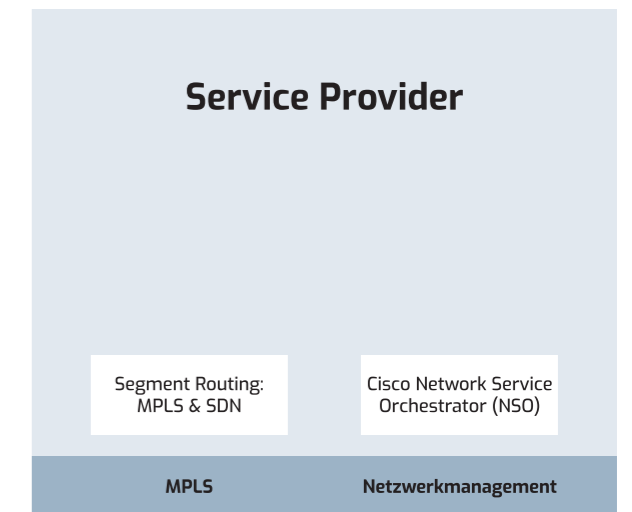 Service Provider
Segment Routing:
MPLS & SDN
Cisco Network Service
Orchestrator (NSO)
MPLS
Netzwerkmanagement